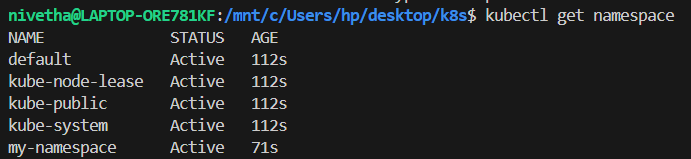 nivetha@LAPTOP-ORE781KF:/mnt/c/Users/hp/desktop/k8s$ kubectl get namespace
NAME              STATUS   AGE
default           Active   112s
kube-node-lease   Active   112s
kube-public       Active   112s
kube-system       Active   112s
my-namespace      Active   71s